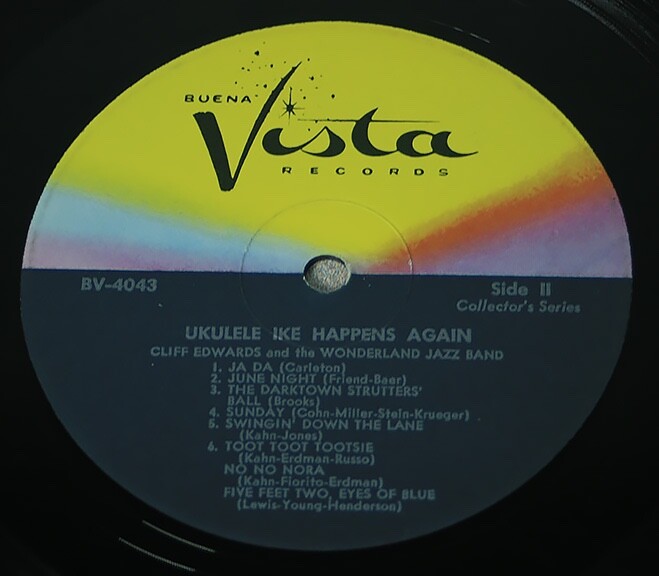 BUENA
Vista
RECORDS
BV-4043
Side II
Collector's Series
UKULELE IKE HAPPENS AGAIN
CLIFF EDWARDS and the WONDERLAND JAZZ BAND
1. JA DA (Carleton)
2. JUNE NIGHT (Friend-Baer)
3. THE DARKTOWN STRUTTERS'
BALL (Brooks)
4. SUNDAY (Cohn-Miller-Stein-Krueger)
5. SWINGIN' DOWN THE LANE
(Kahn-Jones)
6. TOOT TOOT TOOTSIE
(Kahn-Erdman-Russo)
NO NO NORA
(Kahn-Fiorito-Erdman)
FIVE FEET TWO, EYES OF BLUE
(Lewis-Young-Henderson)